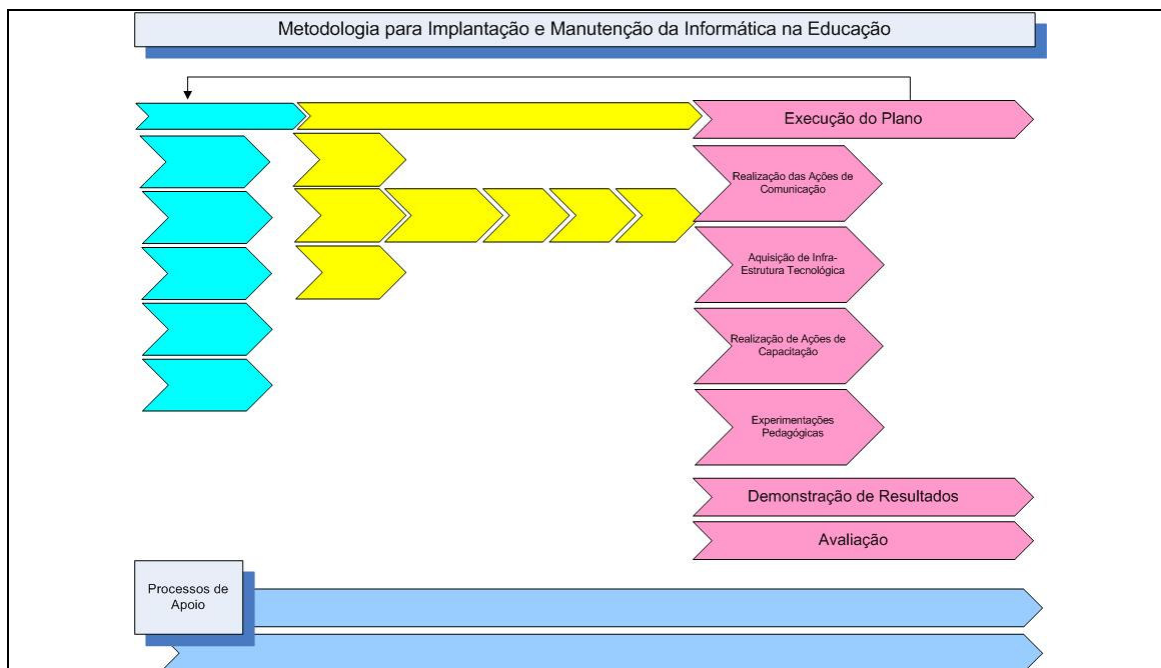 Metodologia para Implantação e Manutenção da Informática na Educação
Execução do Plano
Realização das Ações de
Comunicação
Aquisição de Infra-
Estrutura Tecnológica
Realização de Ações de
Capacitação
Experimentações
Pedagógicas
Demonstração de Resultados
Avaliação
Processos de
Apoio